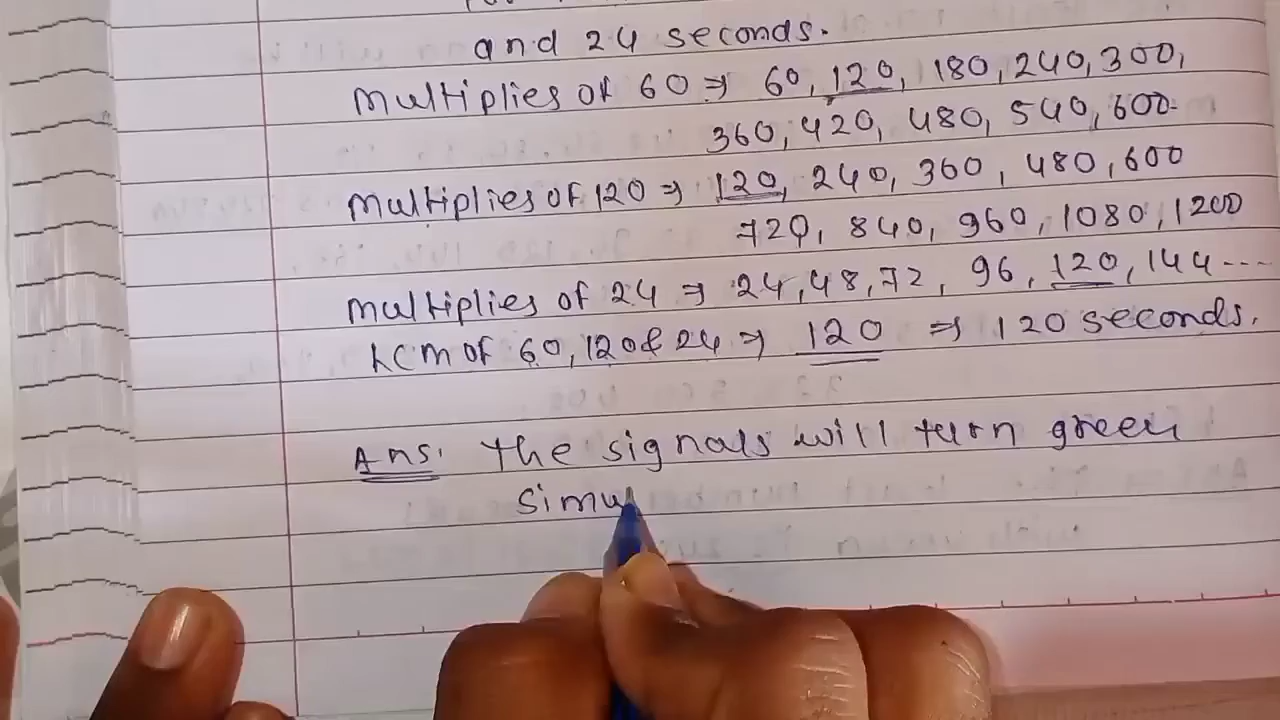 and 24 seconds.
Multiplies of 60 ⇒ 60, 120, 180, 240, 300,
360, 420, 480, 540, 600.
Multiplies of 120 ⇒ 120, 240, 360, 480, 600
720, 840, 960, 1080, 1200
Multiplies of 24 ⇒ 24, 48, 72, 96, 120, 144 ----
LCM of 60, 120 & 24 ⇒ 120 ⇒ 120 seconds.
Ans. The signals will turn green
simu